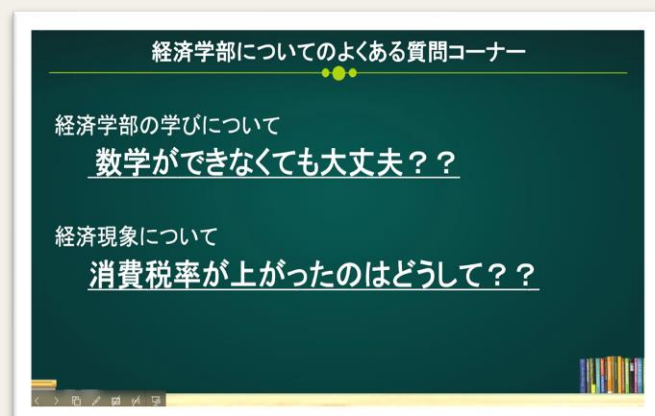 経済学部についてのよくある質問コーナー
経済学部の学びについて
数学ができなくても大丈夫？？
経済現象について
消費税率が上がったのはどうして？？